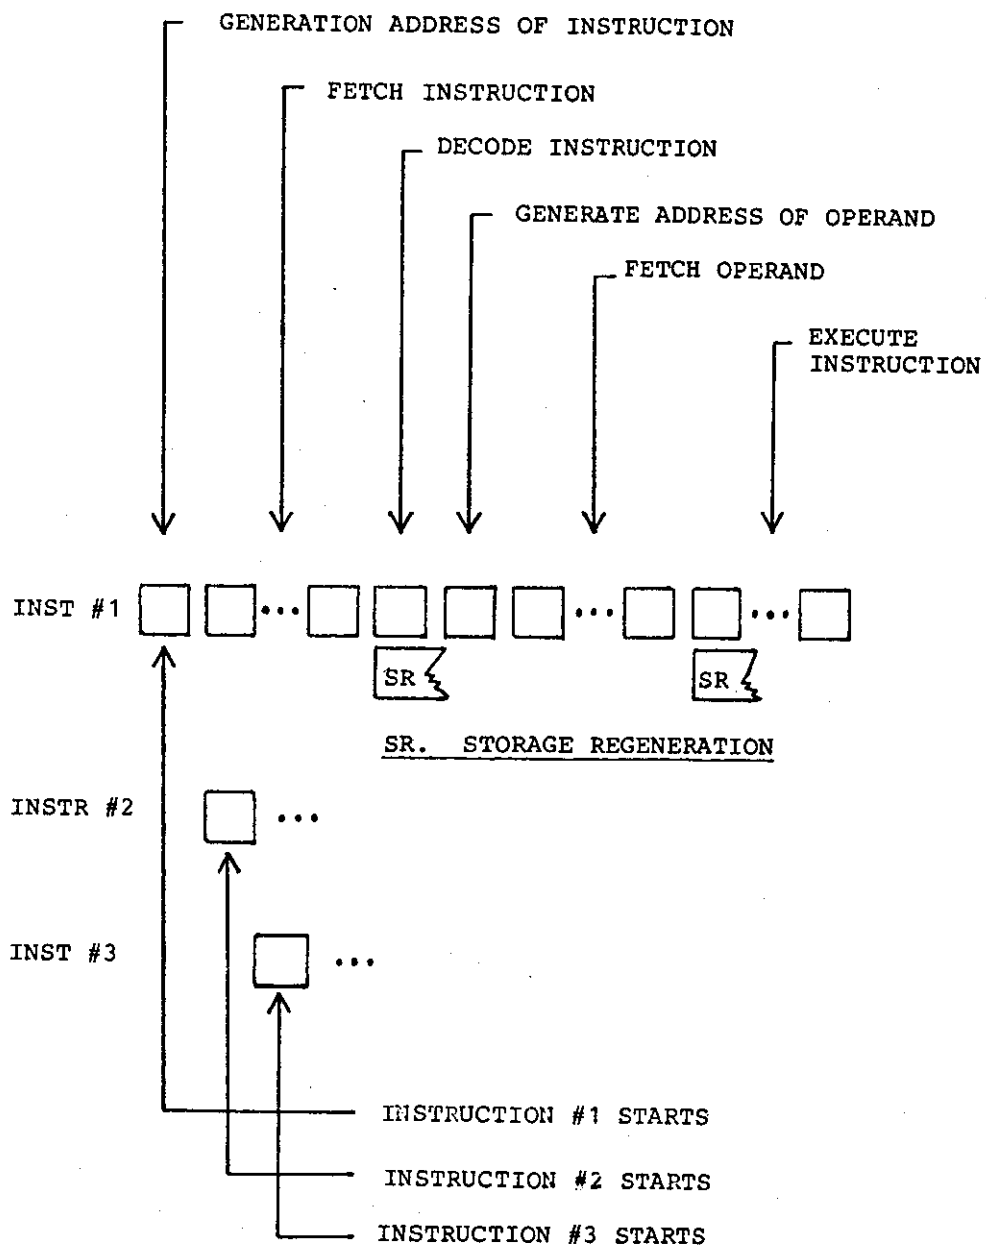 GENERATION ADDRESS OF INSTRUCTION
FETCH INSTRUCTION
DECODE INSTRUCTION
GENERATE ADDRESS OF OPERAND
FETCH OPERAND
EXECUTE
INSTRUCTION
INST #1
SR
SR
SR. STORAGE REGENERATION
INSTR #2
INST #3
INSTRUCTION #1 STARTS
INSTRUCTION #2 STARTS
INSTRUCTION #3 STARTS